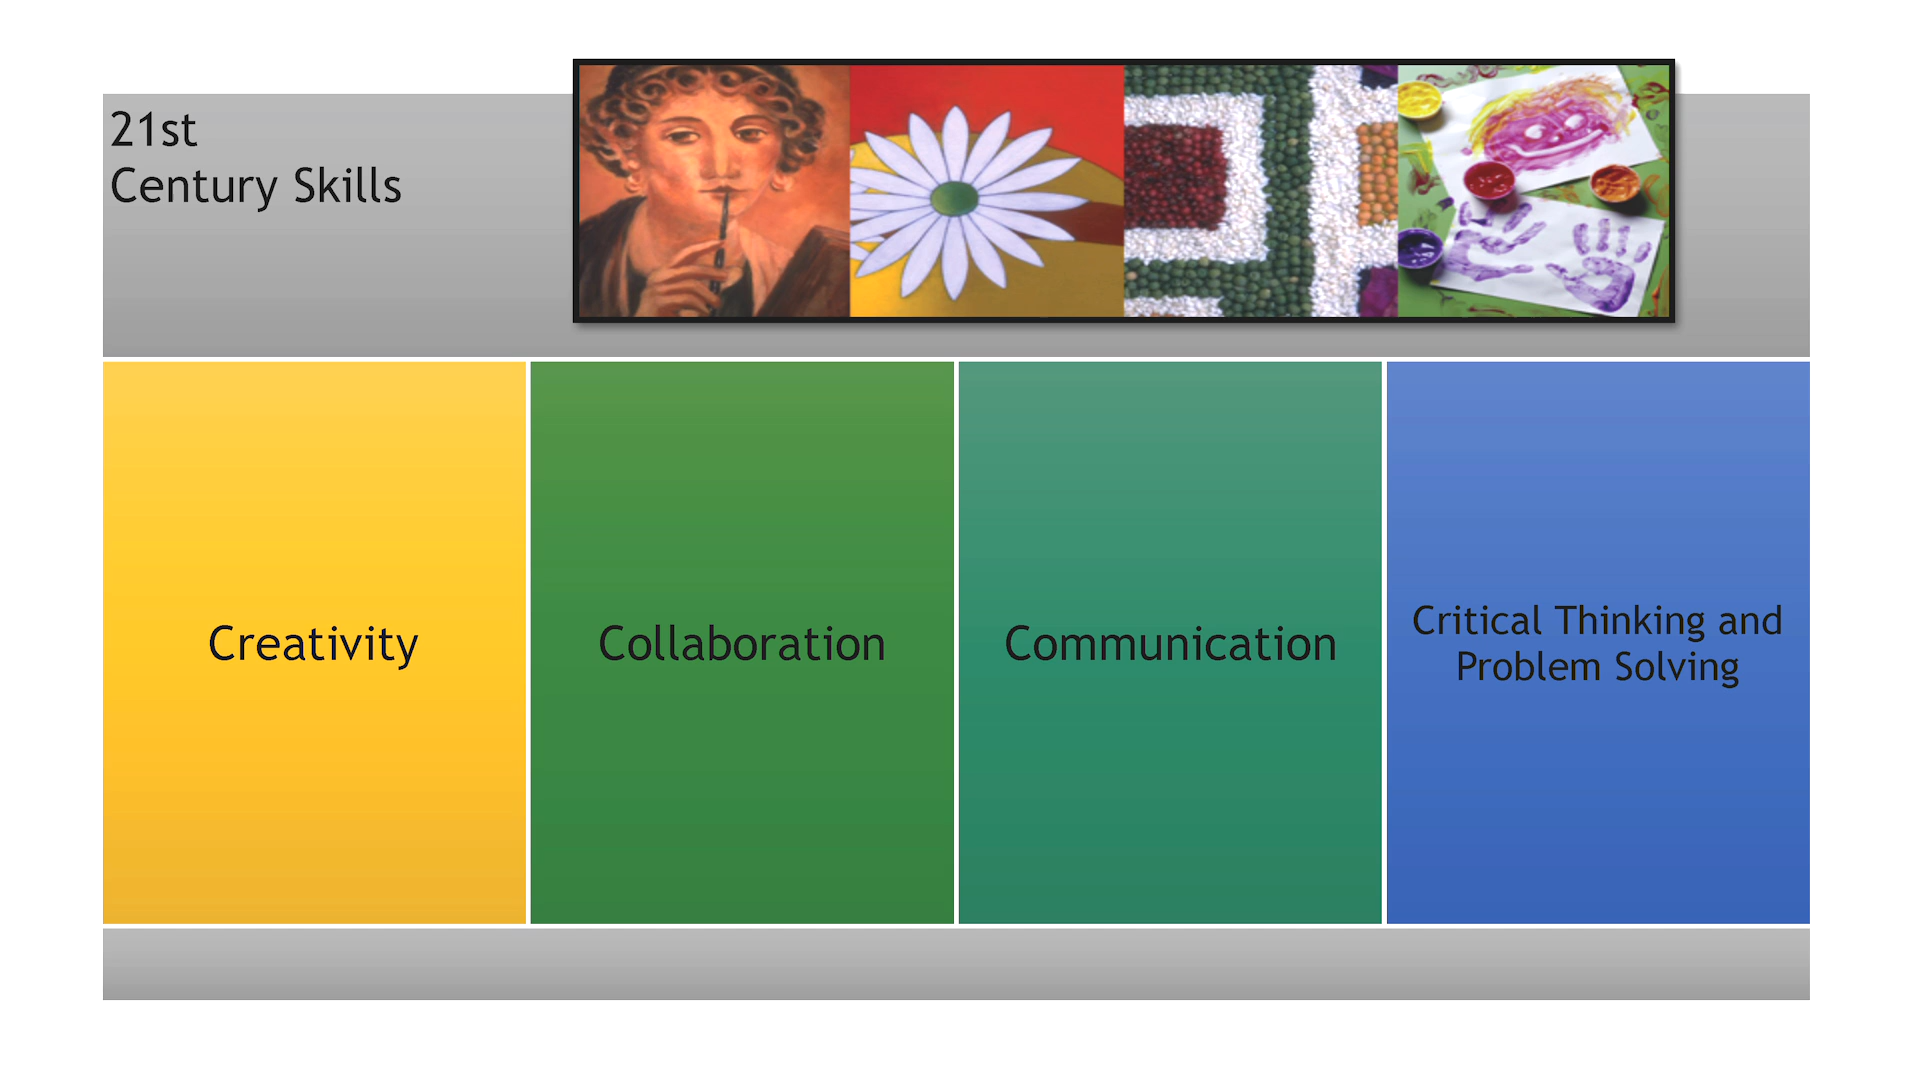 21st
Century Skills
Creativity
Collaboration
Communication
Critical Thinking and
Problem Solving